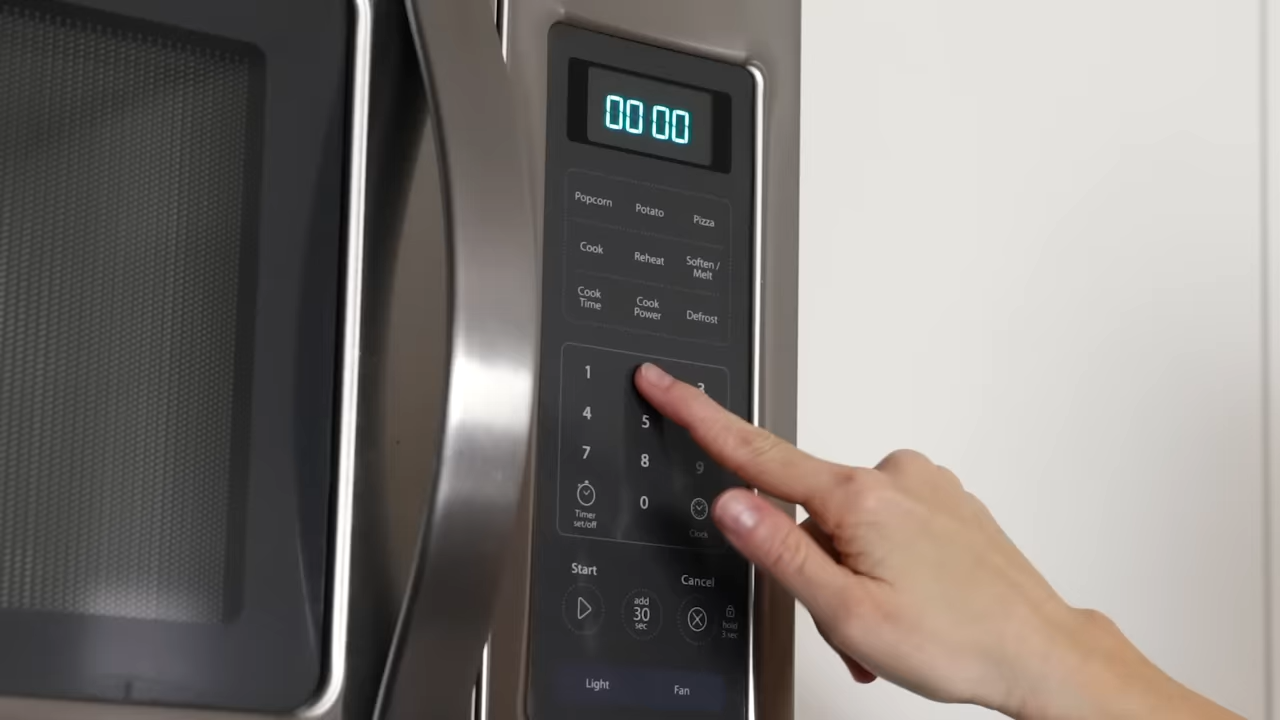 00 00
Popcorn Potato Pizza
Cook Reheat Soften /
Melt
Cook
Time
Cook
Power
Defrost
1 3
4 5
7 8 9
0
Timer
set/off
Clock
Start
Cancel
add
30
sec
hold
3 sec
Light Fan